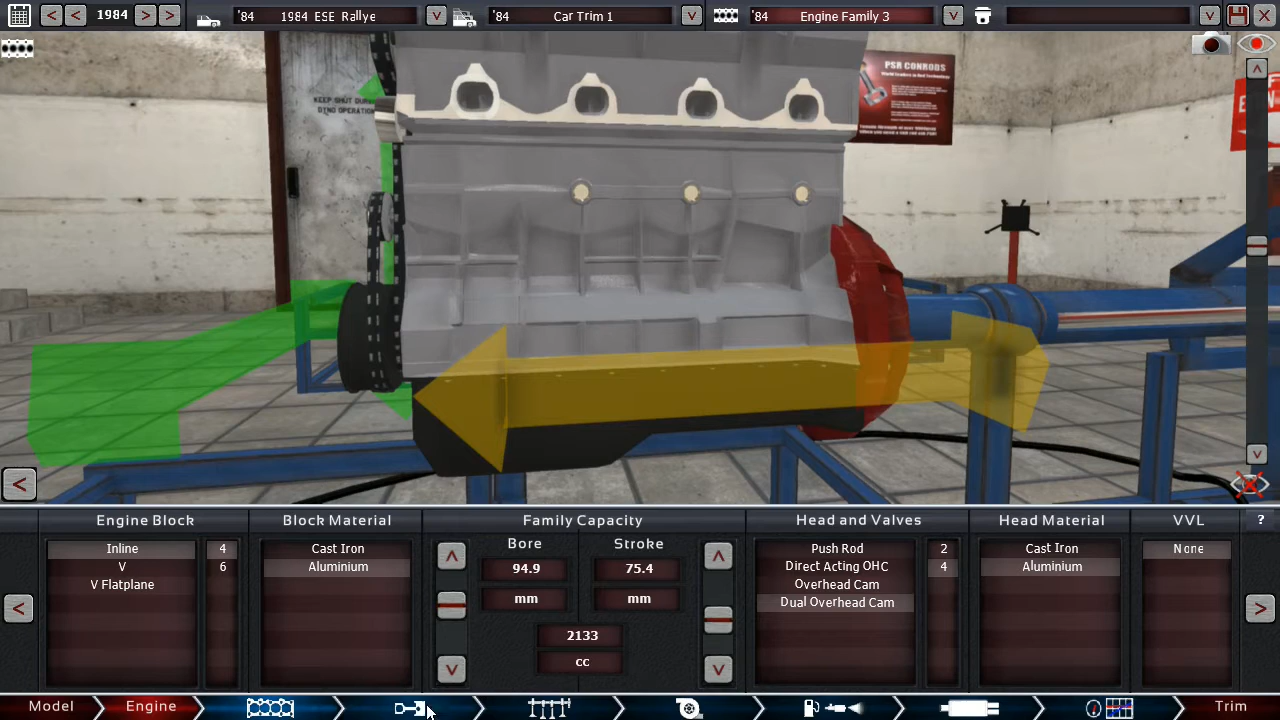 < < 1984 > > '84 1984 ESE Rallye V '84 Car Trim 1 V '84 Engine Family 3 V V X
KEEP SHUT DURING
DYNO OPERATION
PSR CONRODS
Engine Block Block Material Family Capacity Head and Valves Head Material VVL ?
Inline 4 Cast Iron Bore Stroke Push Rod 2 Cast Iron None
V 6 Aluminium 94.9 75.4 Direct Acting OHC 4 Aluminium
V Flatplane mm mm Overhead Cam
Dual Overhead Cam
2133
cc
Model Engine Trim